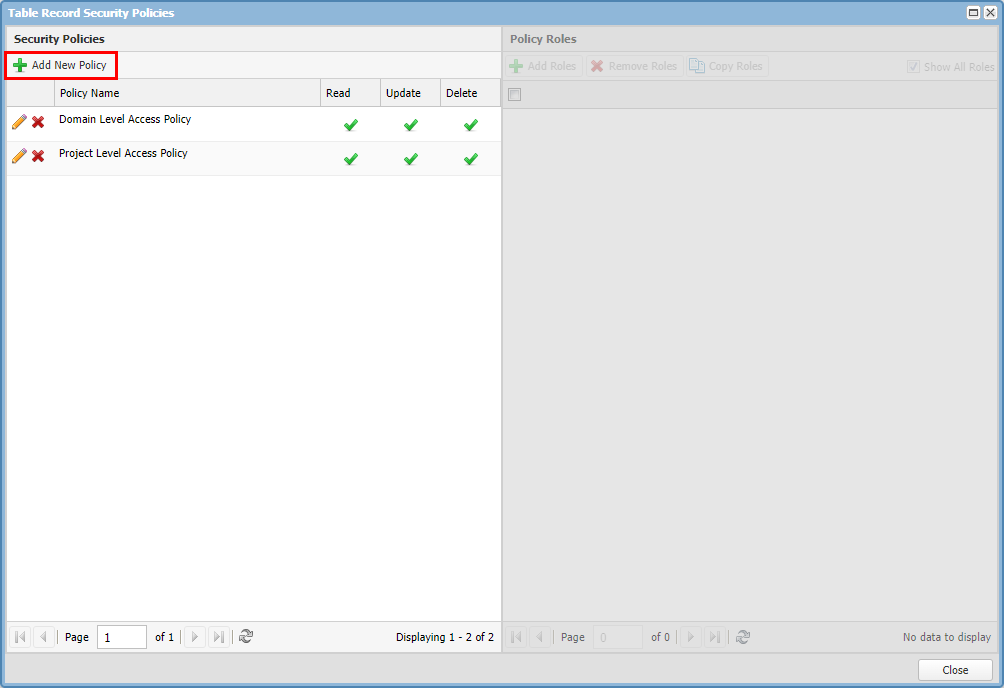 Table Record Security Policies
Security Policies
Add New Policy
Policy Name Read Update Delete
Domain Level Access Policy
Project Level Access Policy
Page 1 of 1 Displaying 1 - 2 of 2
Policy Roles
Add Roles Remove Roles Copy Roles Show All Roles
Page 0 of 0 No data to display
Close